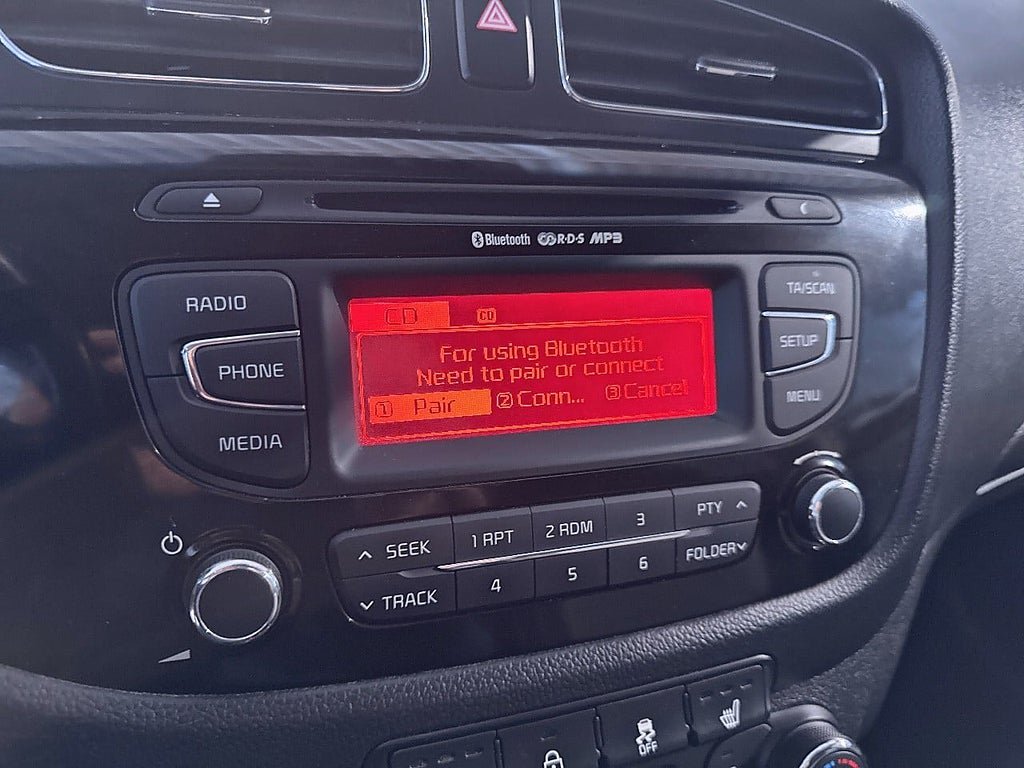 Bluetooth R·D·S MP3
RADIO
PHONE
MEDIA
CD CD
For using Bluetooth
Need to pair or connect
1 Pair 2 Conn... 3 Cancel
TA/SCAN
SETUP
MENU
SEEK 1 RPT 2 RDM 3 PTY
TRACK 4 5 6 FOLDER
OFF